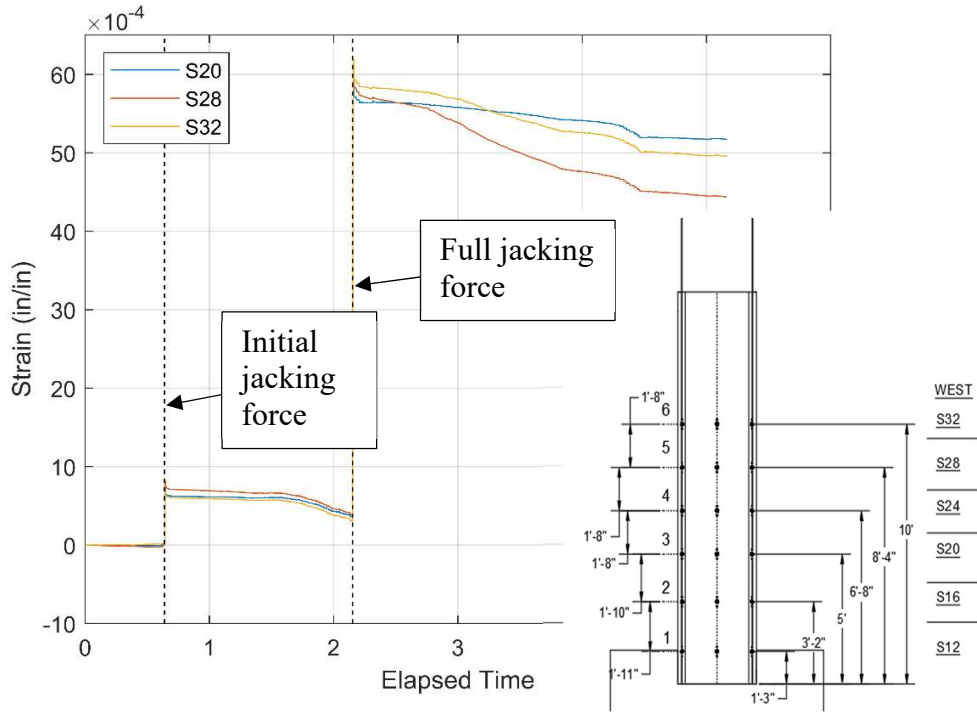 ×10⁻⁴
60
50
40
30
20
10
0
-10
Strain (in/in)
S20
S28
S32
Initial
jacking
force
Full jacking
force
0
1
2
3
Elapsed Time
WEST
S32
S28
S24
S20
S16
S12
6
5
4
3
2
1
1'-8"
1'-8"
1'-8"
1'-10"
1'-11"
10'
8'-4"
6'-8"
5'
3'-2"
1'-3"